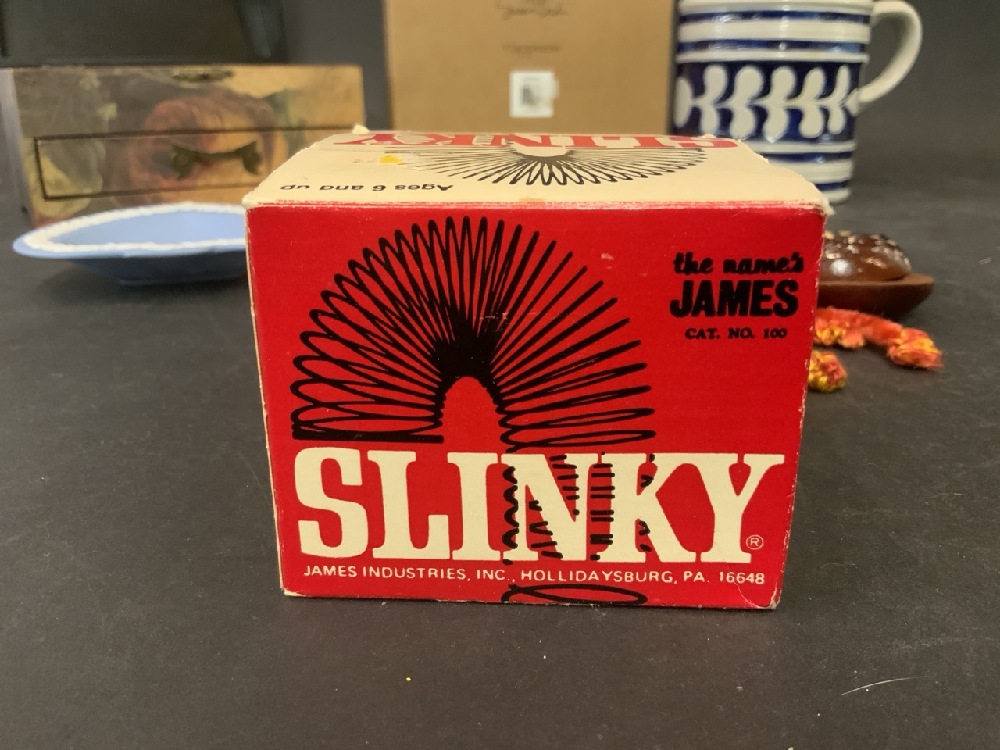 SLINKY
Ages 6 and up
the name's
JAMES
CAT. NO. 100
SLINKY®
JAMES INDUSTRIES, INC., HOLLIDAYSBURG, PA. 16648